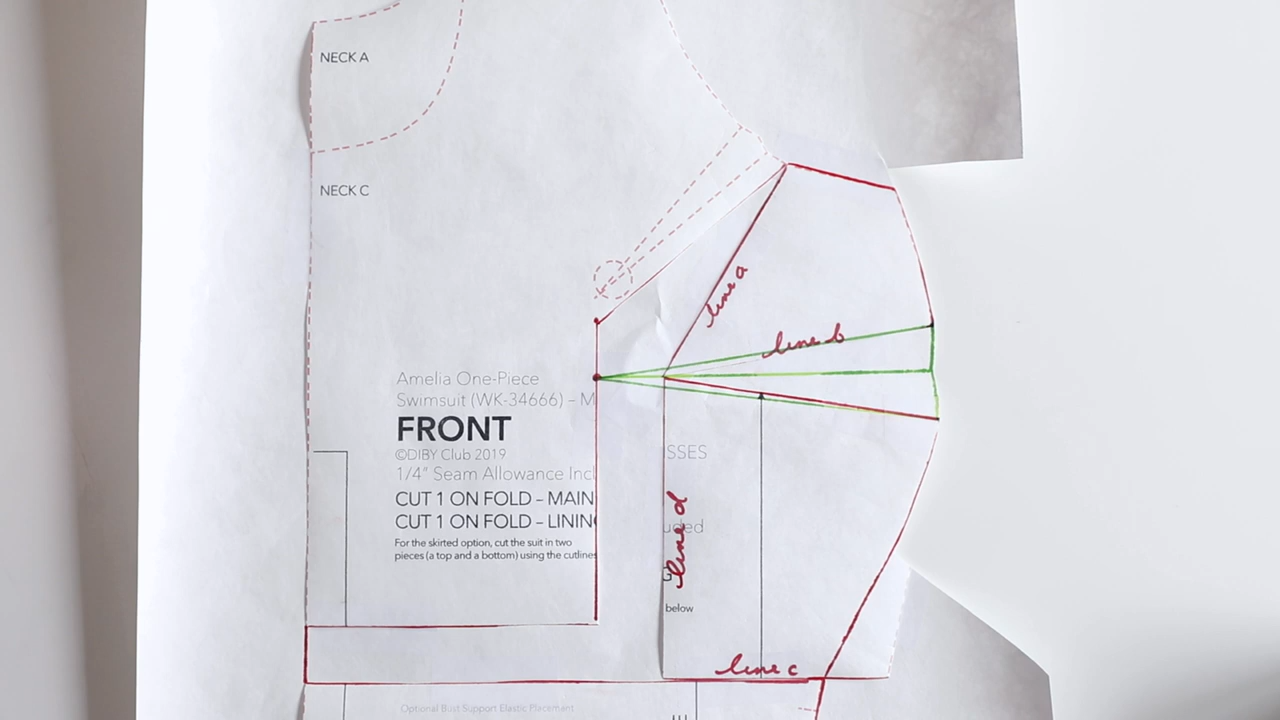 NECK A
NECK C
line a
line b
Amelia One-Piece
Swimsuit (WK-34666) – M
FRONT
©DIBY Club 2019
1/4" Seam Allowance Incl
CUT 1 ON FOLD – MAIN
CUT 1 ON FOLD – LINING
For the skirted option, cut the suit in two
pieces (a top and a bottom) using the cutlines
SSES
uded
line d
below
line c
Optional Bust Support Elastic Placement